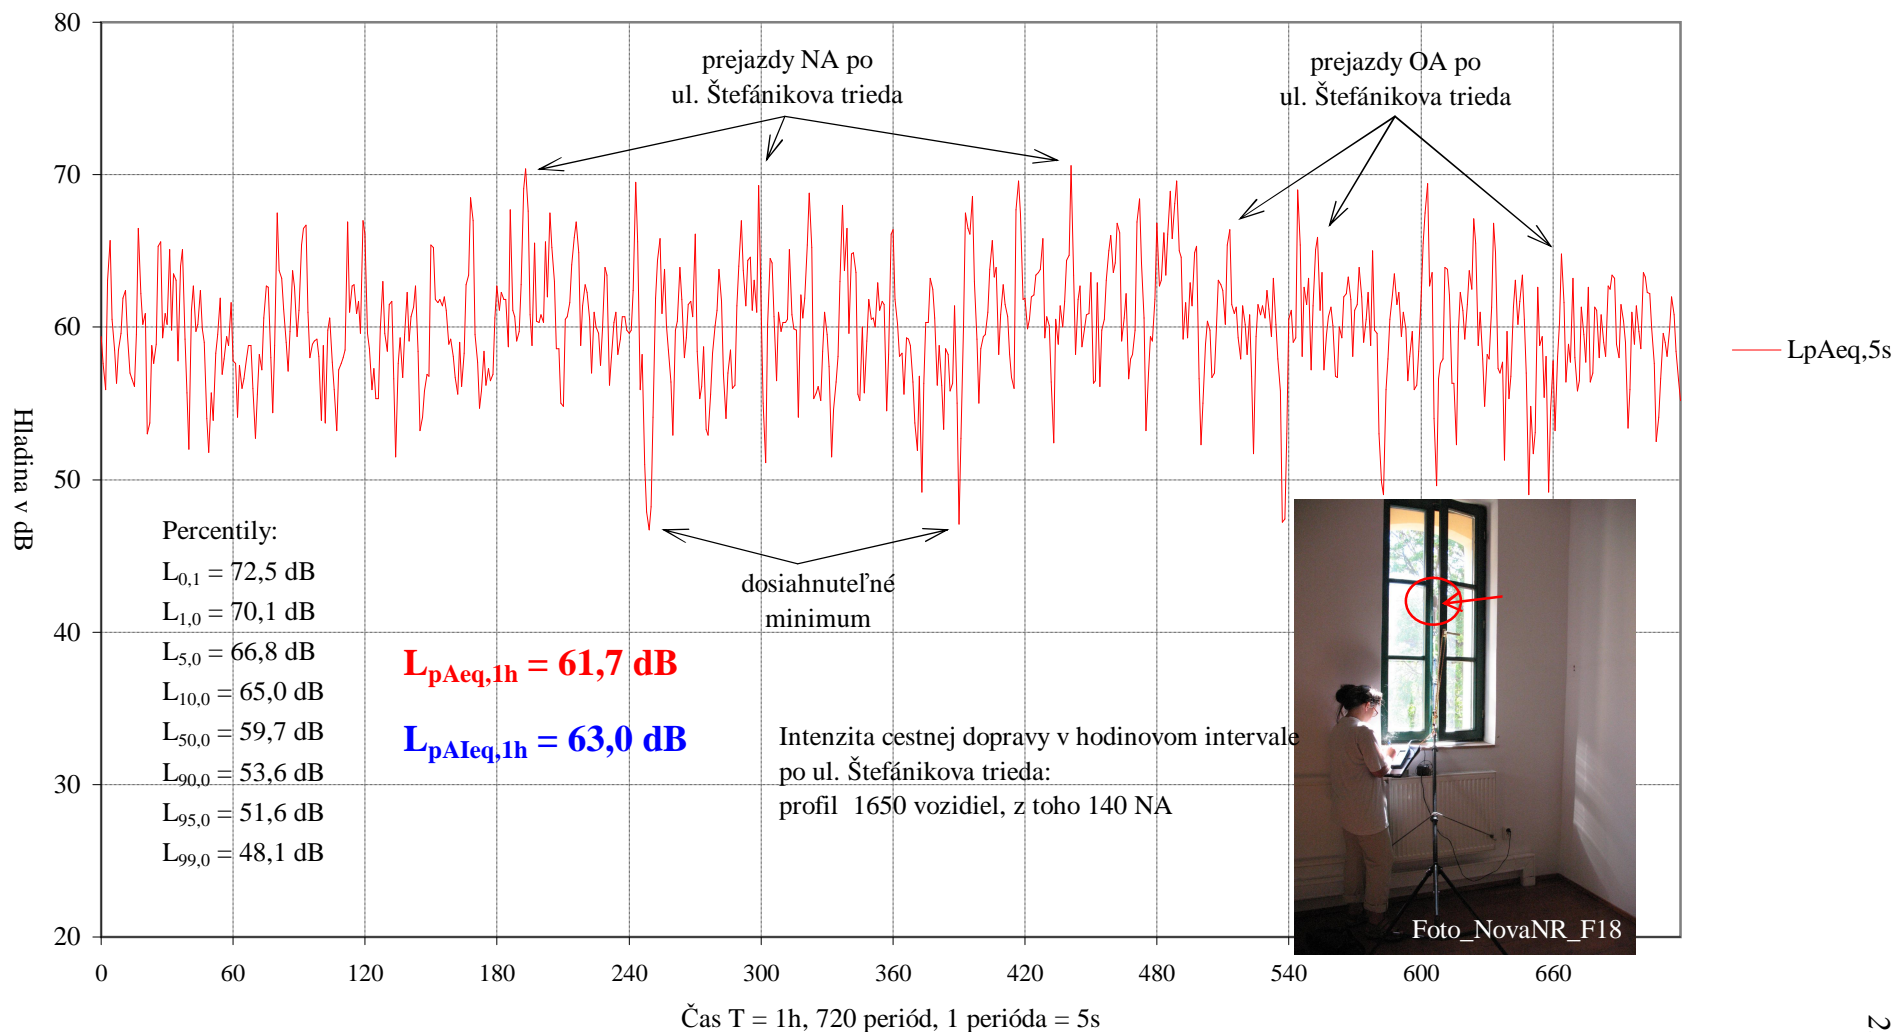 80
70
60
50
40
30
20
Hladina v dB
prejazdy NA po
ul. Štefánikova trieda
prejazdy OA po
ul. Štefánikova trieda
LpAeq,5s
dosiahnuteľné
minimum
Percentily:
L0,1 = 72,5 dB
L1,0 = 70,1 dB
L5,0 = 66,8 dB
L10,0 = 65,0 dB
L50,0 = 59,7 dB
L90,0 = 53,6 dB
L95,0 = 51,6 dB
L99,0 = 48,1 dB
LpAeq,1h = 61,7 dB
LpAIeq,1h = 63,0 dB
Intenzita cestnej dopravy v hodinovom intervale
po ul. Štefánikova trieda:
profil  1650 vozidiel, z toho 140 NA
Foto_NovaNR_F18
0 60 120 180 240 300 360 420 480 540 600 660
Čas T = 1h, 720 periód, 1 perióda = 5s
2